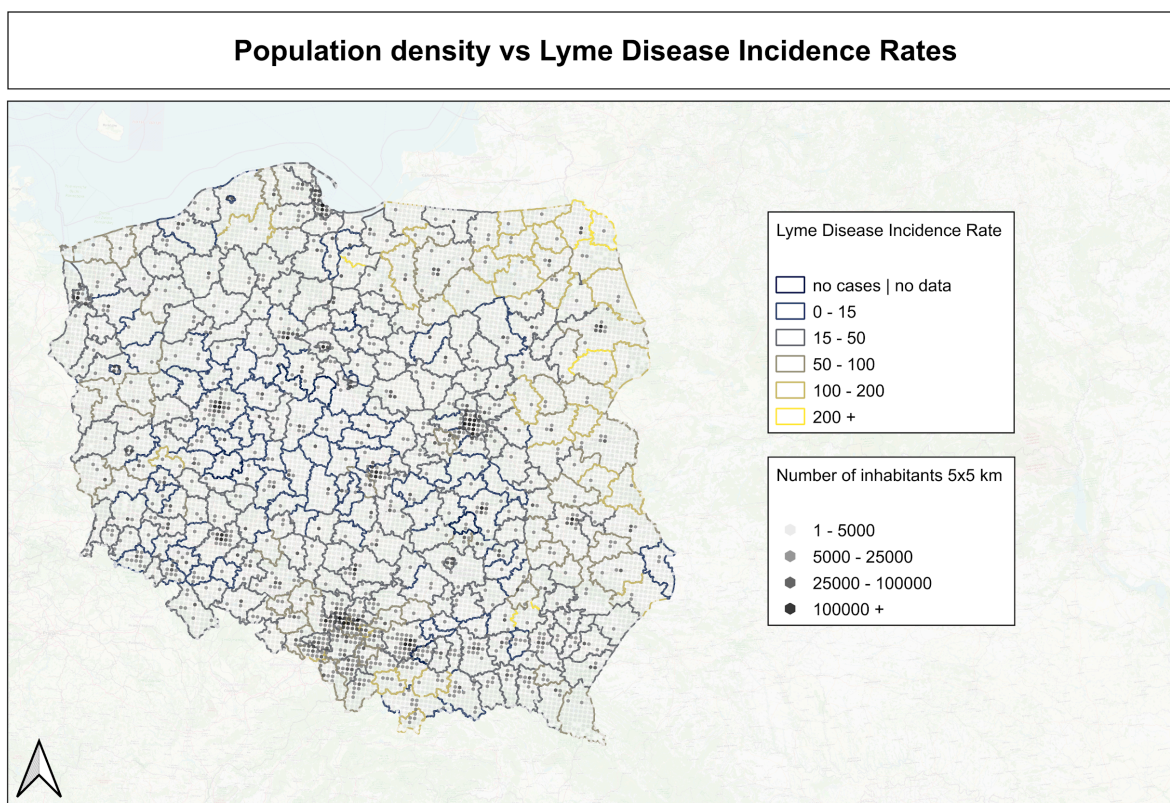 Population density vs Lyme Disease Incidence Rates
Lyme Disease Incidence Rate
no cases | no data
0 - 15
15 - 50
50 - 100
100 - 200
200 +
Number of inhabitants 5x5 km
1 - 5000
5000 - 25000
25000 - 100000
100000 +